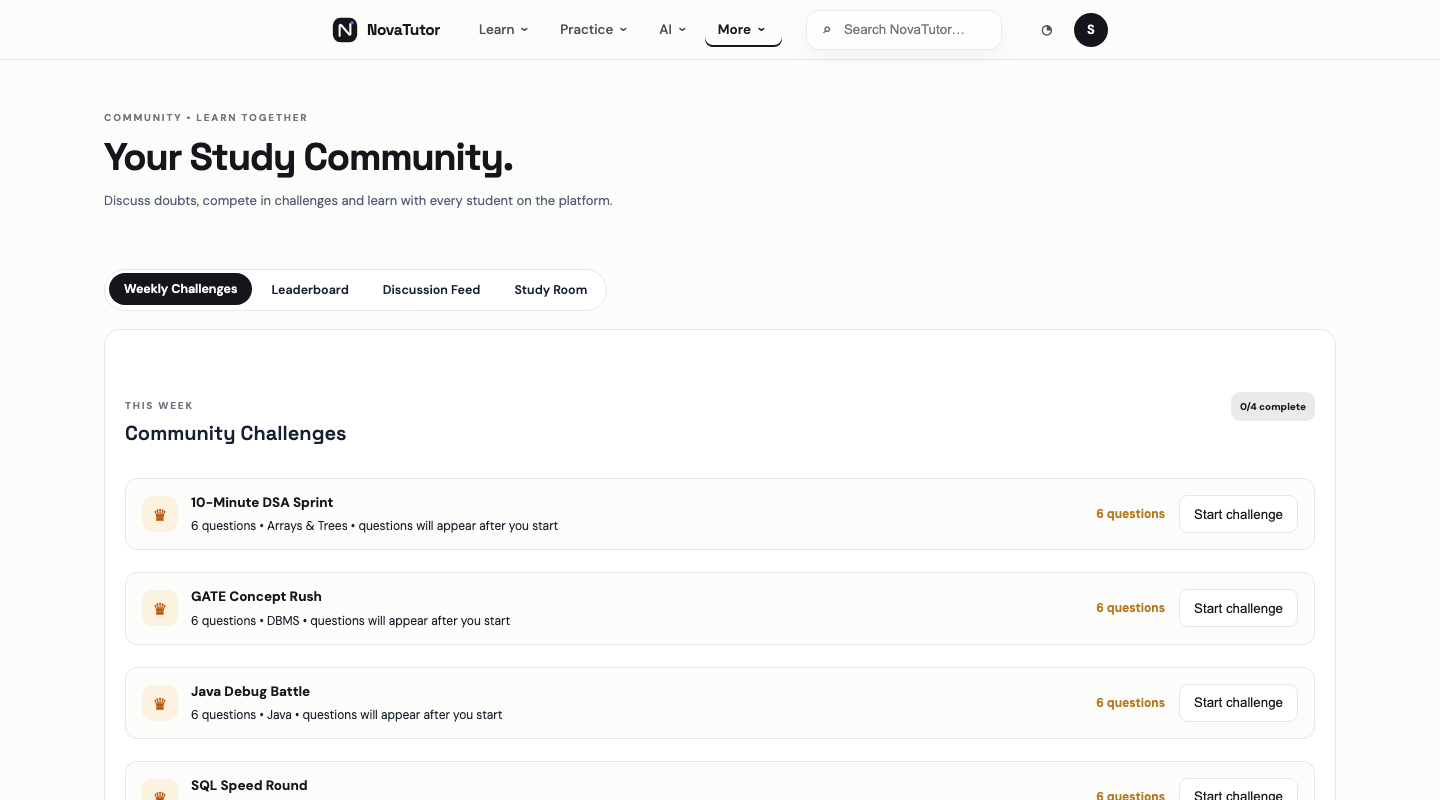 NovaTutor
Learn
Practice
AI
More
Search NovaTutor…
S
COMMUNITY • LEARN TOGETHER
Your Study Community.
Discuss doubts, compete in challenges and learn with every student on the platform.
Weekly Challenges
Leaderboard
Discussion Feed
Study Room
THIS WEEK
0/4 complete
Community Challenges
10-Minute DSA Sprint
6 questions • Arrays & Trees • questions will appear after you start
6 questions
Start challenge
GATE Concept Rush
6 questions • DBMS • questions will appear after you start
6 questions
Start challenge
Java Debug Battle
6 questions • Java • questions will appear after you start
6 questions
Start challenge
SQL Speed Round
6 questions
Start challenge